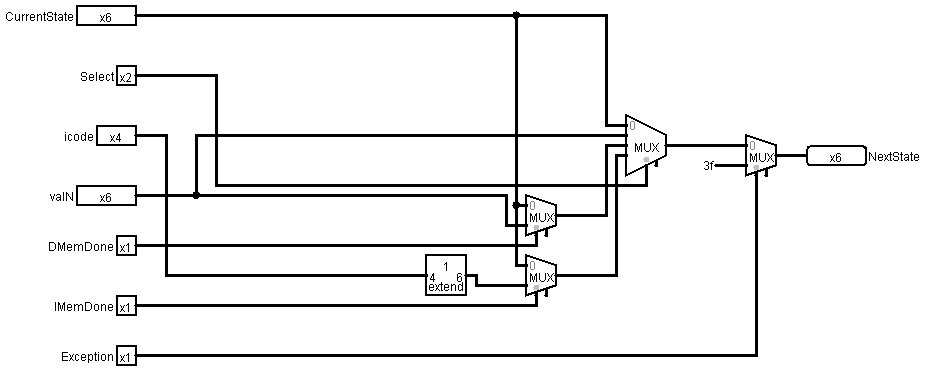 CurrentState x6
Select x2
icode x4
0
MUX
0
MUX
3f
x6 NextState
valN x6
0
MUX
DMemDone x1
1
4 6
extend
0
MUX
IMemDone x1
Exception x1